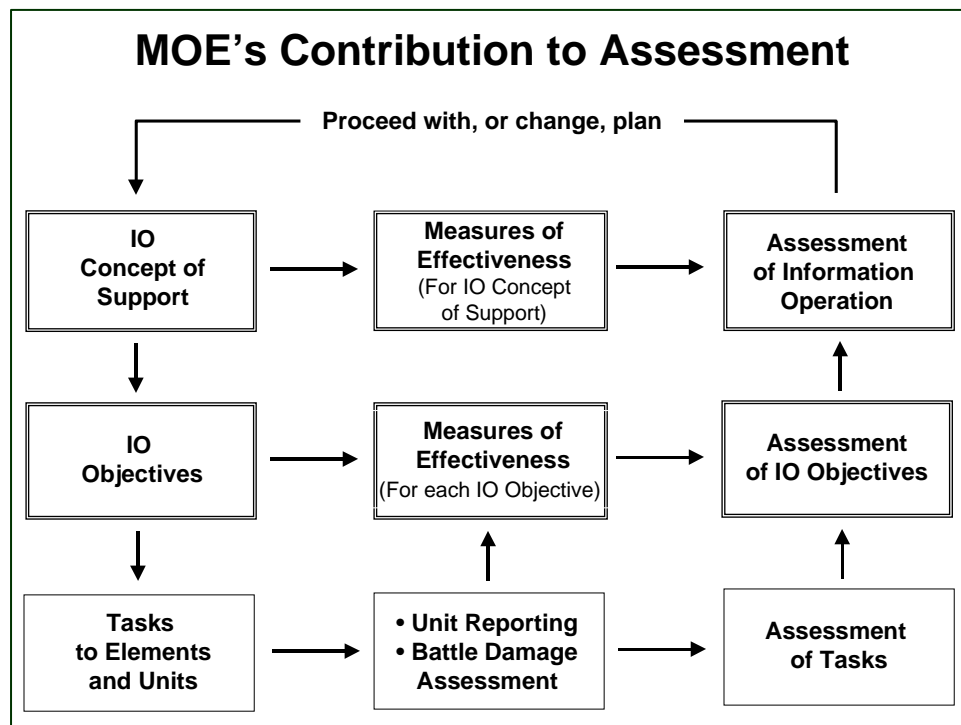 MOE’s Contribution to Assessment
Proceed with, or change, plan
IO
Concept of
Support
Measures of
Effectiveness
(For IO Concept
of Support)
Assessment
of Information
Operation
IO
Objectives
Measures of
Effectiveness
(For each IO Objective)
Assessment
of IO Objectives
Tasks
to Elements
and Units
• Unit Reporting
• Battle Damage
Assessment
Assessment
of Tasks